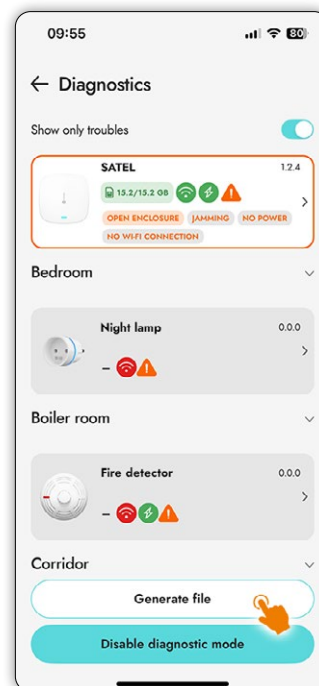 09:55
80
Diagnostics
Show only troubles
SATEL
1.2.4
15.2/15.2 GB
OPEN ENCLOSURE JAMMING NO POWER
NO WI-FI CONNECTION
Bedroom
Night lamp
0.0.0
–
Boiler room
Fire detector
0.0.0
–
Corridor
Generate file
Disable diagnostic mode